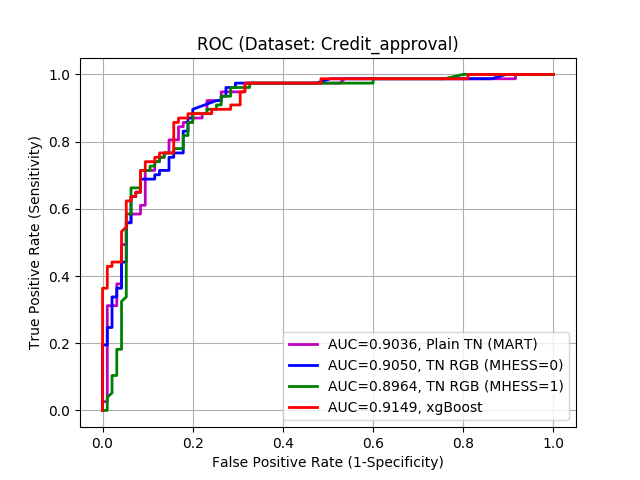 ROC (Dataset: Credit_approval)
True Positive Rate (Sensitivity)
1.0
0.8
0.6
0.4
0.2
0.0
AUC=0.9036, Plain TN (MART)
AUC=0.9050, TN RGB (MHESS=0)
AUC=0.8964, TN RGB (MHESS=1)
AUC=0.9149, xgBoost
0.0 0.2 0.4 0.6 0.8 1.0
False Positive Rate (1-Specificity)